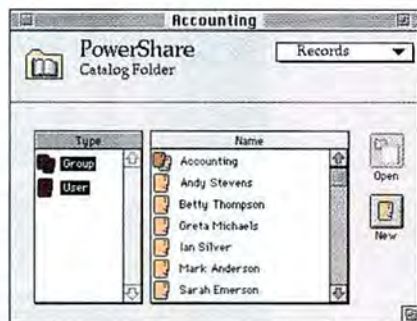 Accounting
PowerShare
Catalog Folder
Records
Type
Group
User
Name
Accounting
Andy Stevens
Betty Thompson
Greta Michaels
Ian Silver
Mark Anderson
Sarah Emerson
Open
New